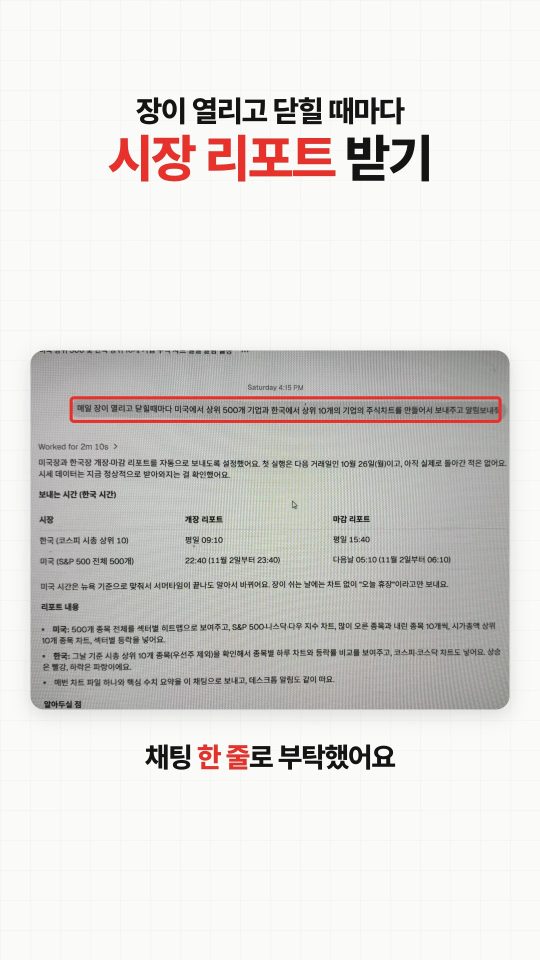 장이 열리고 닫힐 때마다
시장 리포트 받기
Saturday 4:15 PM
매일 장이 열리고 닫힐때마다 미국에서 상위 500개 기업과 한국에서 상위 10개의 기업의 주식차트를 만들어서 보내주고 알림보내줘
Worked for 2m 10s >
미국장과 한국장 개장·마감 리포트를 자동으로 보내도록 설정했어요. 첫 실행은 다음 거래일인 10월 26일(월)이고, 아직 실제로 돌아간 적은 없어요.
시세 데이터는 지금 정상적으로 받아와지는 걸 확인했어요.
보내는 시간 (한국 시간)
시장 개장 리포트 마감 리포트
한국 (코스피 시총 상위 10) 평일 09:10 평일 15:40
미국 (S&P 500 전체 500개) 22:40 (11월 2일부터 23:40) 다음날 05:10 (11월 2일부터 06:10)
미국 시간은 뉴욕 기준으로 맞춰서 서머타임이 끝나도 알아서 바뀌어요. 장이 쉬는 날에는 차트 없이 "오늘 휴장"이라고만 보내요.
리포트 내용
• 미국: 500개 종목 전체를 섹터별 히트맵으로 보여주고, S&P 500·나스닥·다우 지수 차트, 많이 오른 종목과 내린 종목 10개씩, 시가총액 상위
10개 종목 차트, 섹터별 등락을 넣어요.
• 한국: 그날 기준 시총 상위 10개 종목(우선주 제외)을 확인해서 종목별 하루 차트와 등락률 비교를 보여주고, 코스피·코스닥 차트도 넣어요. 상승
은 빨강, 하락은 파랑이에요.
• 매번 차트 파일 하나와 핵심 수치 요약을 이 채팅으로 보내고, 데스크톱 알림도 같이 떠요.
알아두실 점
채팅 한 줄로 부탁했어요